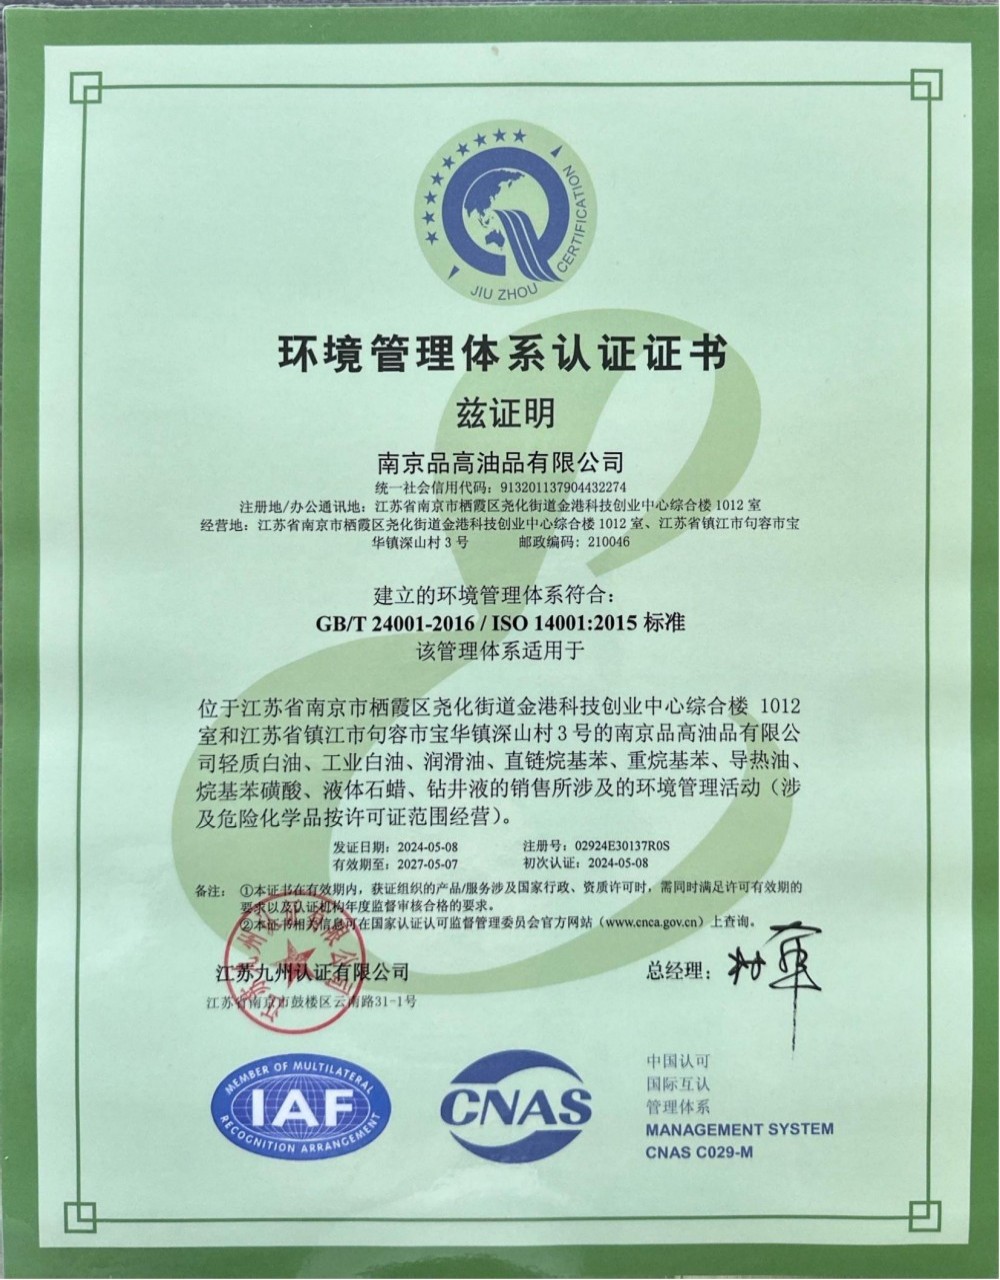 JIU ZHOU CERTIFICATION
环境管理体系认证证书
兹证明
南京品高油品有限公司
统一社会信用代码：913201137904432274
注册地/办公通讯地：江苏省南京市栖霞区尧化街道金港科技创业中心综合楼 1012 室
经营地：江苏省南京市栖霞区尧化街道金港科技创业中心综合楼 1012 室、江苏省镇江市句容市宝
华镇深山村 3 号 邮政编码：210046
建立的环境管理体系符合：
GB/T 24001-2016 / ISO 14001:2015 标准
该管理体系适用于
位于江苏省南京市栖霞区尧化街道金港科技创业中心综合楼 1012
室和江苏省镇江市句容市宝华镇深山村 3 号的南京品高油品有限公
司轻质白油、工业白油、润滑油、直链烷基苯、重烷基苯、导热油、
烷基苯磺酸、液体石蜡、钻井液的销售所涉及的环境管理活动（涉
及危险化学品按许可证范围经营）。
发证日期：2024-05-08 注册号：02924E30137R0S
有效期至：2027-05-07 初次认证：2024-05-08
备注：①本证书在有效期内，获证组织的产品/服务涉及国家行政、资质许可时，需同时满足许可有效期的
要求以及认证机构年度监督审核合格的要求。
②本证书相关信息可在国家认证认可监督管理委员会官方网站（www.cnca.gov.cn）上查询。
江苏九州认证有限公司
总经理：
江苏省南京市鼓楼区云南路31-1号
MEMBER OF MULTILATERAL
IAF
RECOGNITION ARRANGEMENT
CNAS
中国认可
国际互认
管理体系
MANAGEMENT SYSTEM
CNAS C029-M